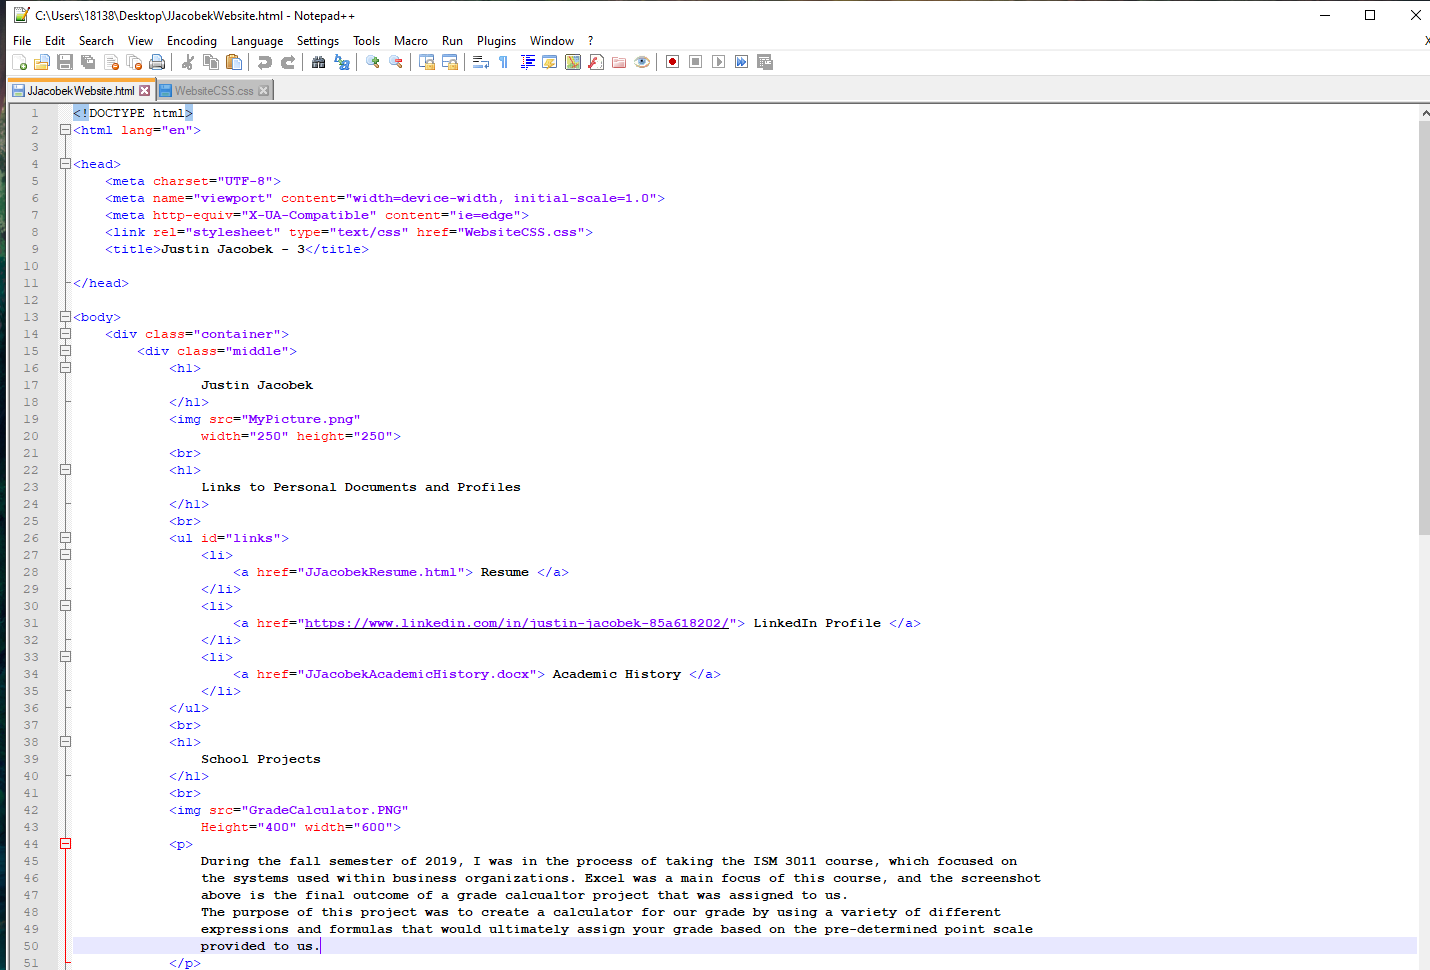 C:\Users\18138\Desktop\JJacobekWebsite.html - Notepad++
File Edit Search View Encoding Language Settings Tools Macro Run Plugins Window ? X
JJacobekWebsite.html WebsiteCSS.css
1 <!DOCTYPE html>
2 <html lang="en">
3
4 <head>
5 <meta charset="UTF-8">
6 <meta name="viewport" content="width=device-width, initial-scale=1.0">
7 <meta http-equiv="X-UA-Compatible" content="ie=edge">
8 <link rel="stylesheet" type="text/css" href="WebsiteCSS.css">
9 <title>Justin Jacobek - 3</title>
10
11 </head>
12
13 <body>
14 <div class="container">
15 <div class="middle">
16 <h1>
17 Justin Jacobek
18 </h1>
19 <img src="MyPicture.png"
20 width="250" height="250">
21 <br>
22 <h1>
23 Links to Personal Documents and Profiles
24 </h1>
25 <br>
26 <ul id="links">
27 <li>
28 <a href="JJacobekResume.html"> Resume </a>
29 </li>
30 <li>
31 <a href="https://www.linkedin.com/in/justin-jacobek-85a618202/"> LinkedIn Profile </a>
32 </li>
33 <li>
34 <a href="JJacobekAcademicHistory.docx"> Academic History </a>
35 </li>
36 </ul>
37 <br>
38 <h1>
39 School Projects
40 </h1>
41 <br>
42 <img src="GradeCalculator.PNG"
43 Height="400" width="600">
44 <p>
45 During the fall semester of 2019, I was in the process of taking the ISM 3011 course, which focused on
46 the systems used within business organizations. Excel was a main focus of this course, and the screenshot
47 above is the final outcome of a grade calcualtor project that was assigned to us.
48 The purpose of this project was to create a calculator for our grade by using a variety of different
49 expressions and formulas that would ultimately assign your grade based on the pre-determined point scale
50 provided to us.
51 </p>